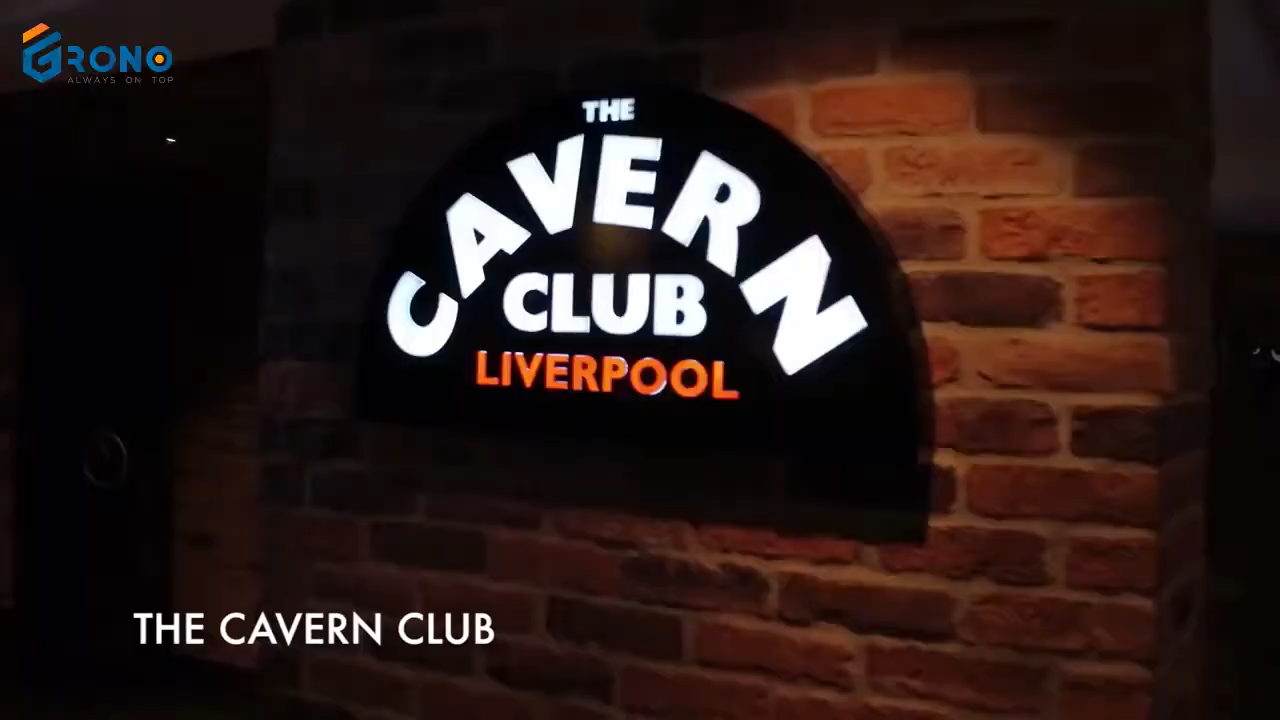 GRONO
ALWAYS ON TOP
THE
CAVERN
CLUB
LIVERPOOL
THE CAVERN CLUB